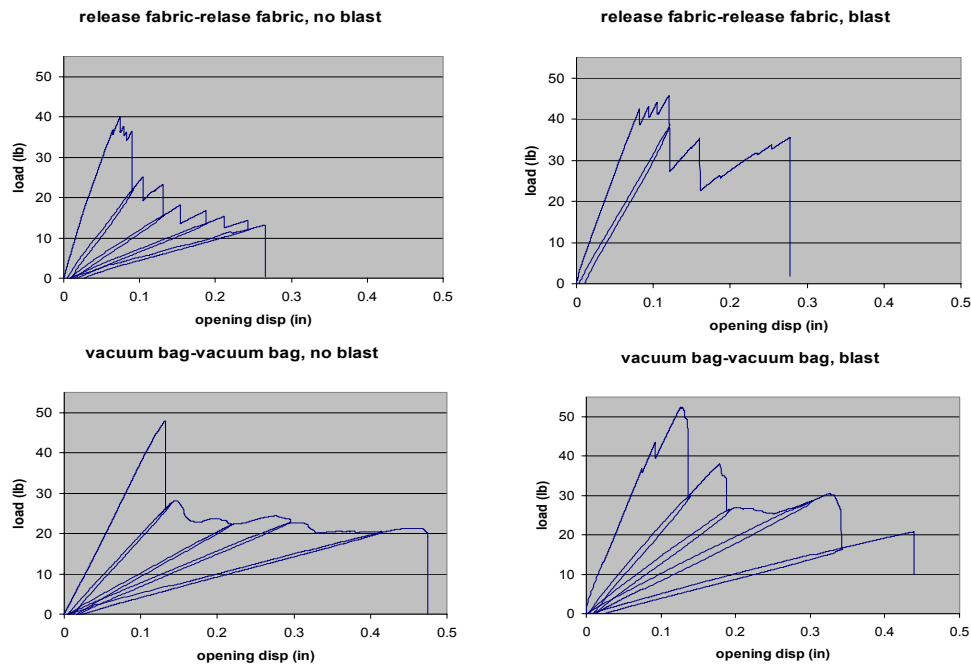 release fabric-relase fabric, no blast
50
40
30
20
10
0
load (lb)
0 0.1 0.2 0.3 0.4 0.5
opening disp (in)
release fabric-release fabric, blast
50
40
30
20
10
0
load (lb)
0 0.1 0.2 0.3 0.4 0.5
opening disp (in)
vacuum bag-vacuum bag, no blast
50
40
30
20
10
0
load (lb)
0 0.1 0.2 0.3 0.4 0.5
opening disp (in)
vacuum bag-vacuum bag, blast
50
40
30
20
10
0
load (lb)
0 0.1 0.2 0.3 0.4 0.5
opening disp (in)